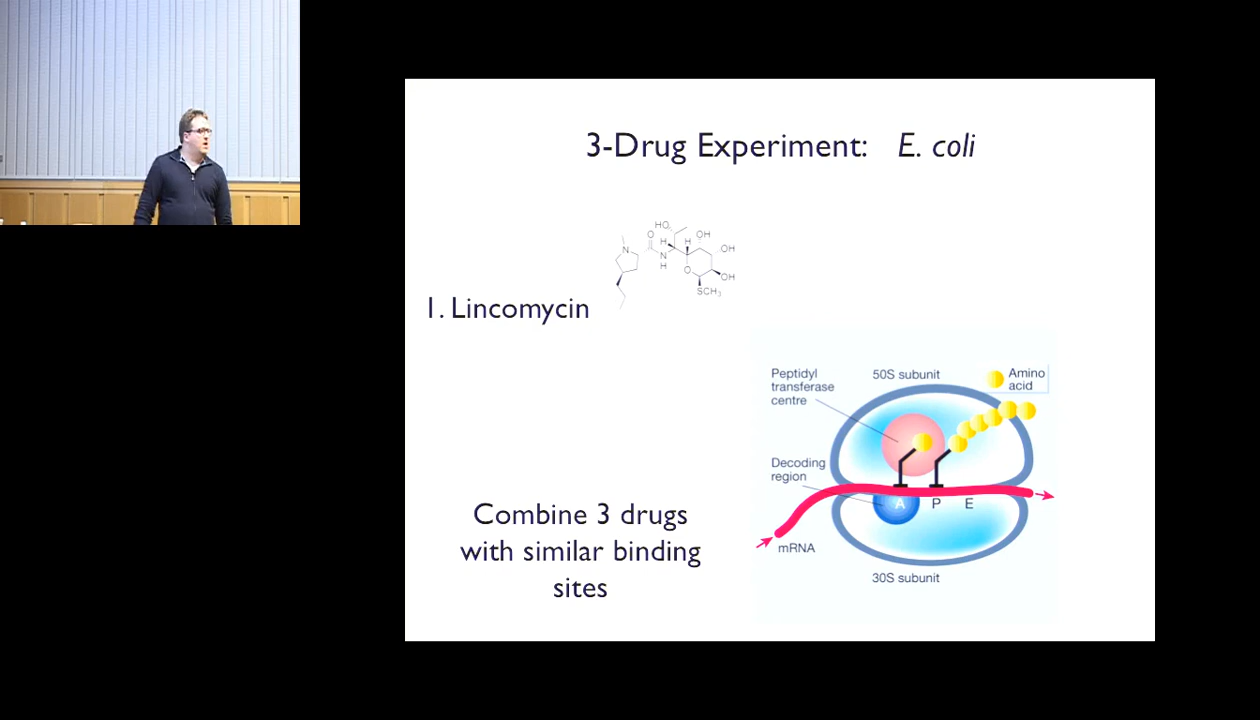 3-Drug Experiment: E. coli
HO
O
H
H
OH
N
N
H
OH
O
OH
SCH3
1. Lincomycin
Peptidyl
transferase
centre
50S subunit
Amino
acid
Decoding
region
A P E
mRNA
30S subunit
Combine 3 drugs
with similar binding
sites